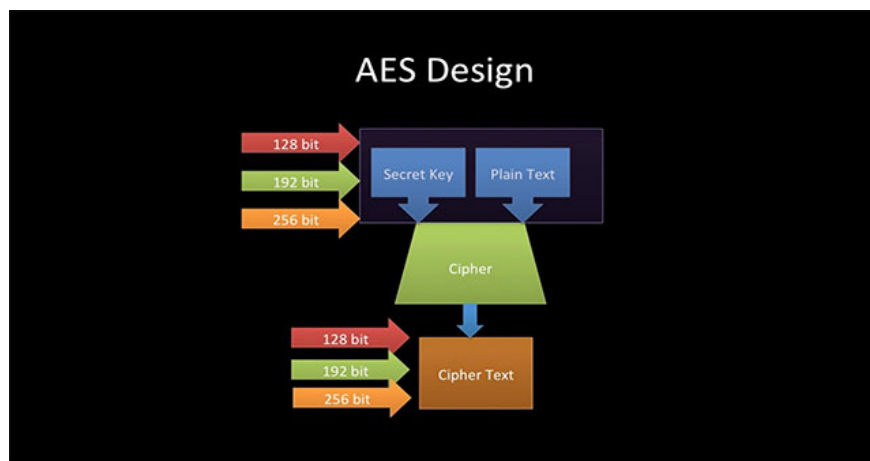 AES Design
128 bit
192 bit
256 bit
Secret Key
Plain Text
Cipher
128 bit
192 bit
256 bit
Cipher Text